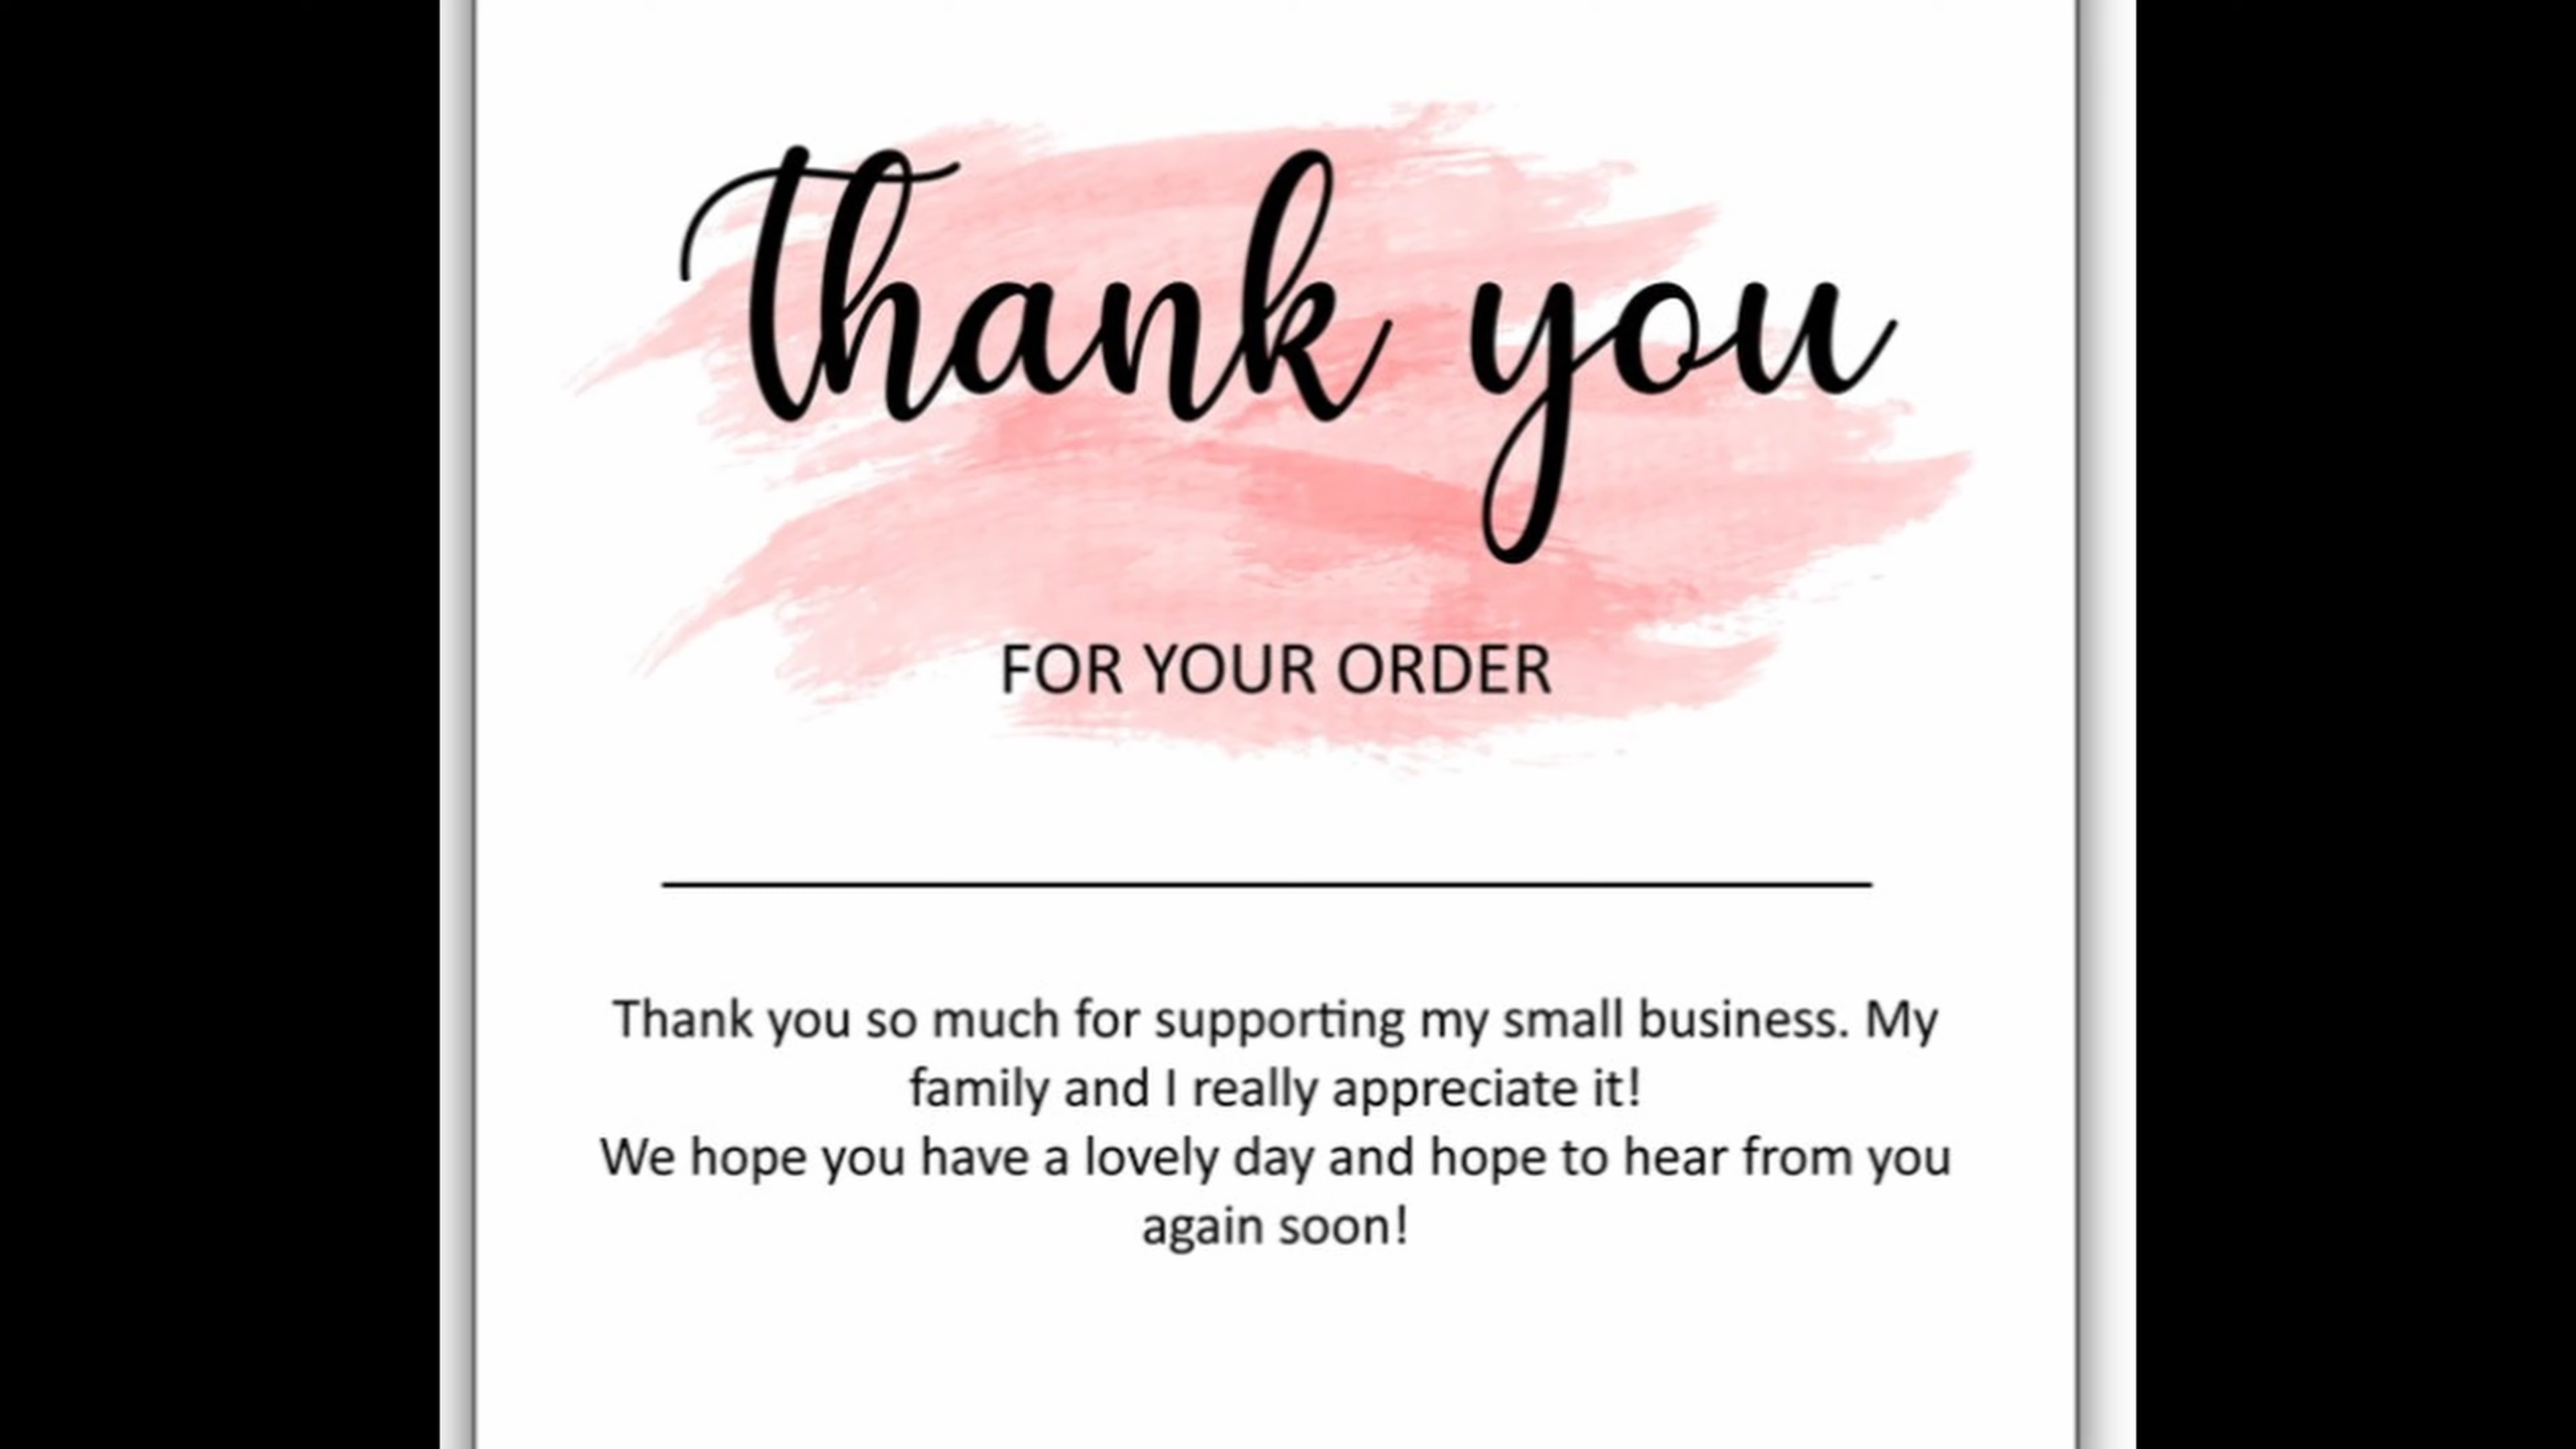 thank you
FOR YOUR ORDER
Thank you so much for supporting my small business. My
family and I really appreciate it!
We hope you have a lovely day and hope to hear from you
again soon!